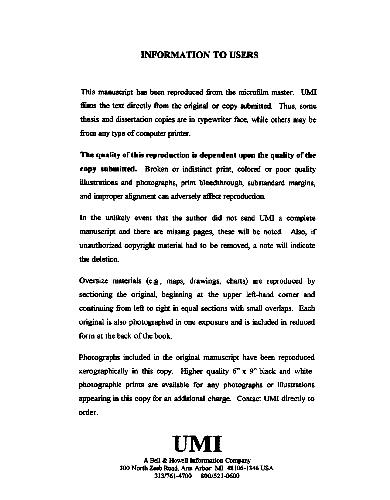 INFORMATION TO USERS
This manuscript has been reproduced from the microfilm master. UMI
films the text directly from the original or copy submitted. Thus, some
thesis and dissertation copies are in typewriter face, while others may be
from any type of computer printer.
The quality of this reproduction is dependent upon the quality of the
copy submitted. Broken or indistinct print, colored or poor quality
illustrations and photographs, print bleedthrough, substandard margins,
and improper alignment can adversely affect reproduction.
In the unlikely event that the author did not send UMI a complete
manuscript and there are missing pages, these will be noted. Also, if
unauthorized copyright material had to be removed, a note will indicate
the deletion.
Oversize materials (e.g., maps, drawings, charts) are reproduced by
sectioning the original, beginning at the upper left-hand corner and
continuing from left to right in equal sections with small overlaps. Each
original is also photographed in one exposure and is included in reduced
form at the back of the book.
Photographs included in the original manuscript have been reproduced
xerographically in this copy. Higher quality 6" x 9" black and white
photographic prints are available for any photographs or illustrations
appearing in this copy for an additional charge. Contact UMI directly to
order.
UMI
A Bell & Howell Information Company
300 North Zeeb Road, Ann Arbor MI 48106-1346 USA
313/761-4700 800/521-0600